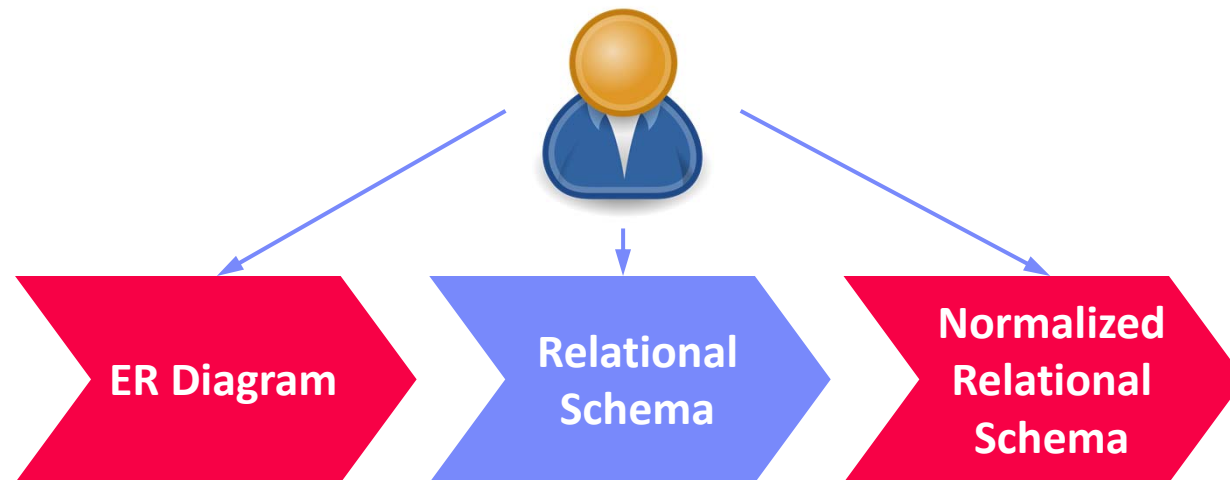 ER Diagram
Relational
Schema
Normalized
Relational
Schema